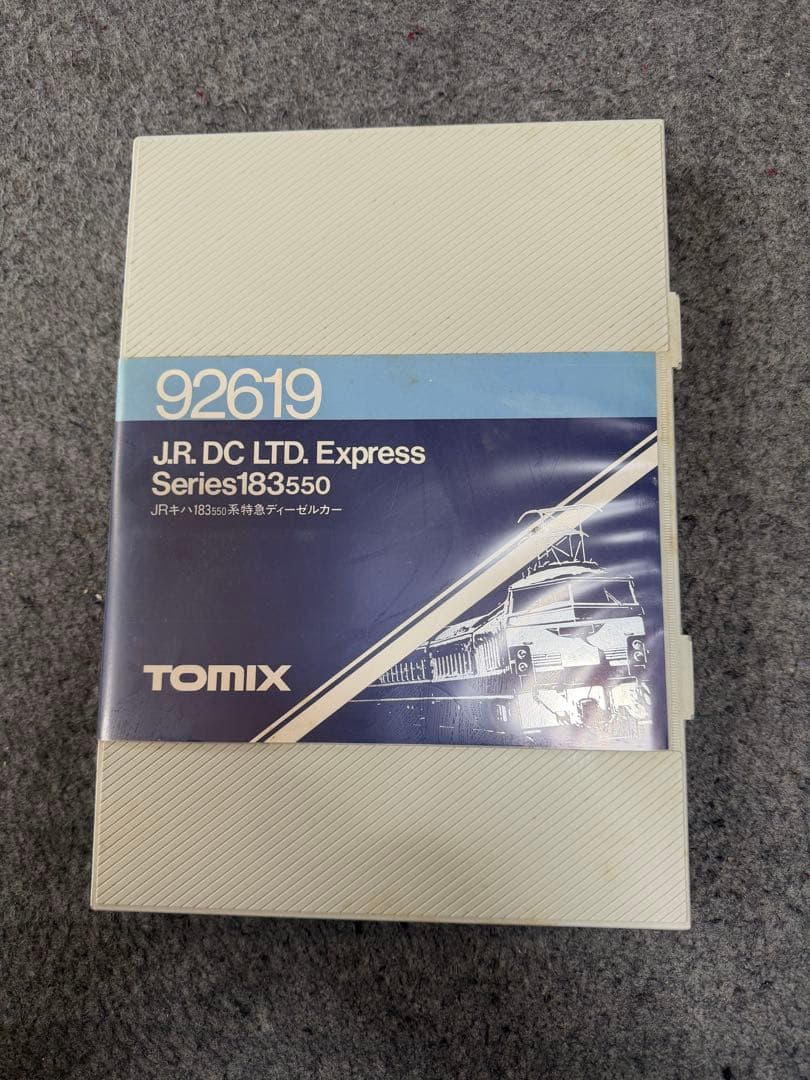 92619
J.R. DC LTD. Express
Series183550
JRキハ183550系特急ディーゼルカー
TOMIX